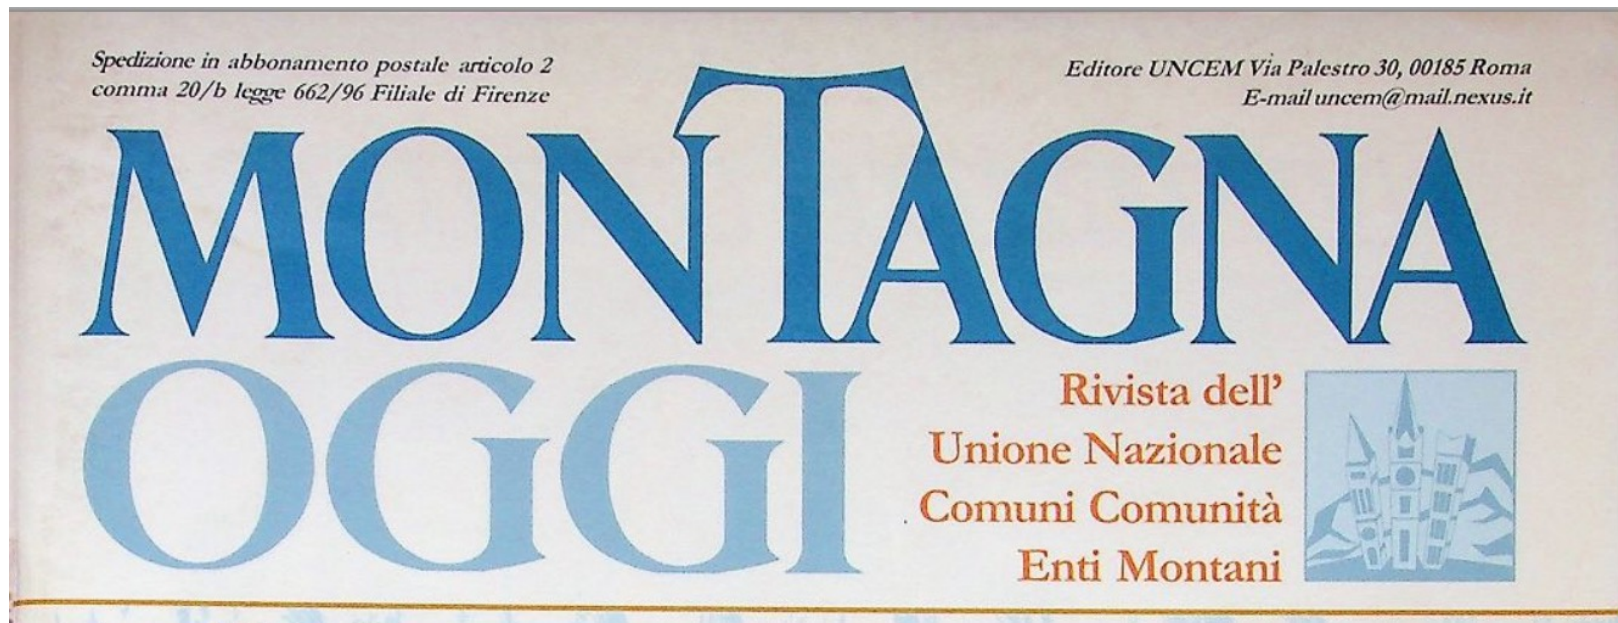 Spedizione in abbonamento postale articolo 2
comma 20/b legge 662/96 Filiale di Firenze
Editore UNCEM Via Palestro 30, 00185 Roma
E-mail uncem@mail.nexus.it
MONTAGNA
OGGI
Rivista dell'
Unione Nazionale
Comuni Comunità
Enti Montani